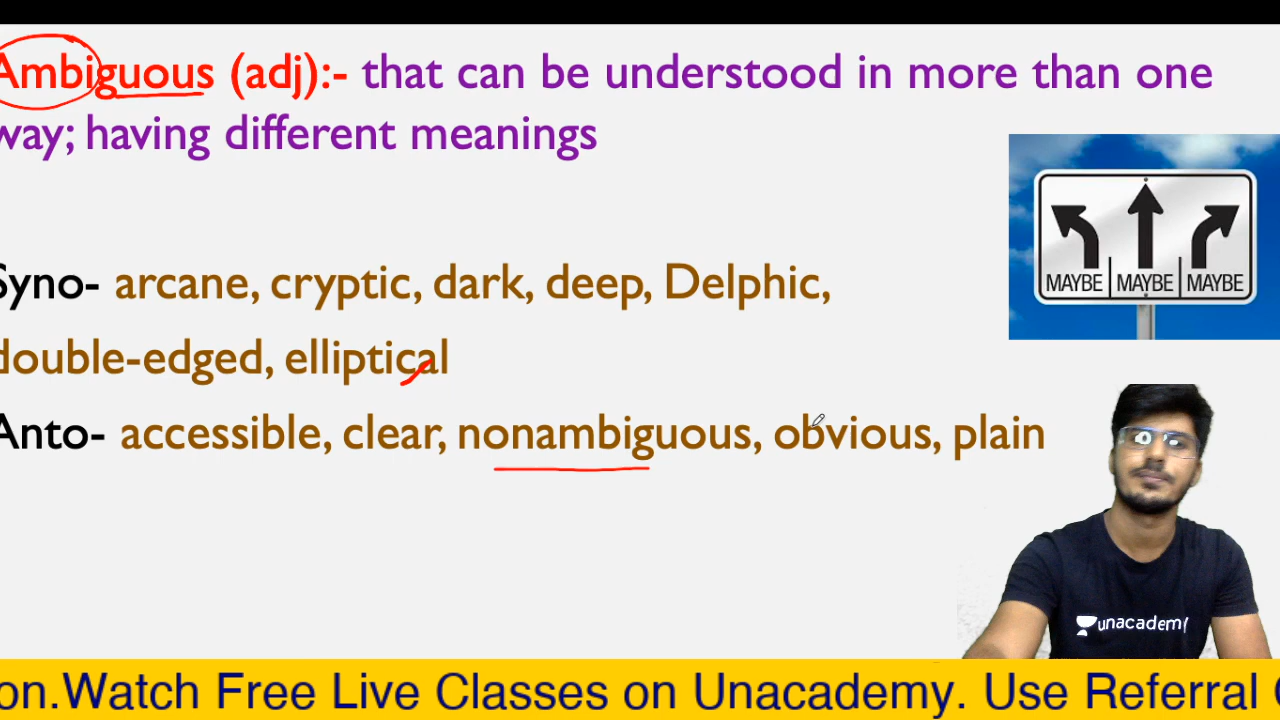 Ambiguous (adj):- that can be understood in more than one
way; having different meanings
MAYBE MAYBE MAYBE
Syno- arcane, cryptic, dark, deep, Delphic,
double-edged, elliptical
Anto- accessible, clear, nonambiguous, obvious, plain
unacademy
on.Watch Free Live Classes on Unacademy. Use Referral